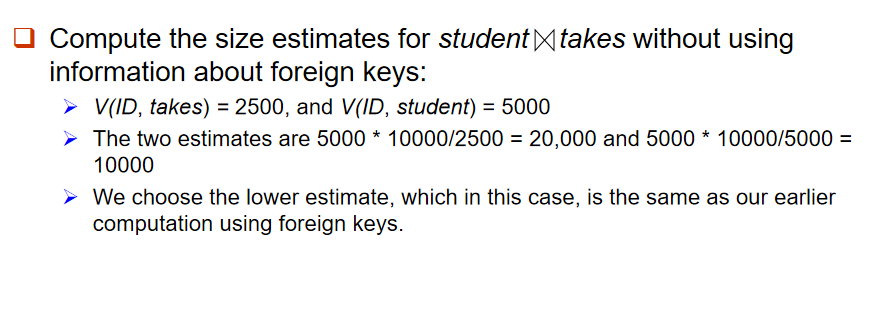 Compute the size estimates for student ⨝ takes without using
information about foreign keys:
V(ID, takes) = 2500, and V(ID, student) = 5000
The two estimates are 5000 * 10000/2500 = 20,000 and 5000 * 10000/5000 =
10000
We choose the lower estimate, which in this case, is the same as our earlier
computation using foreign keys.